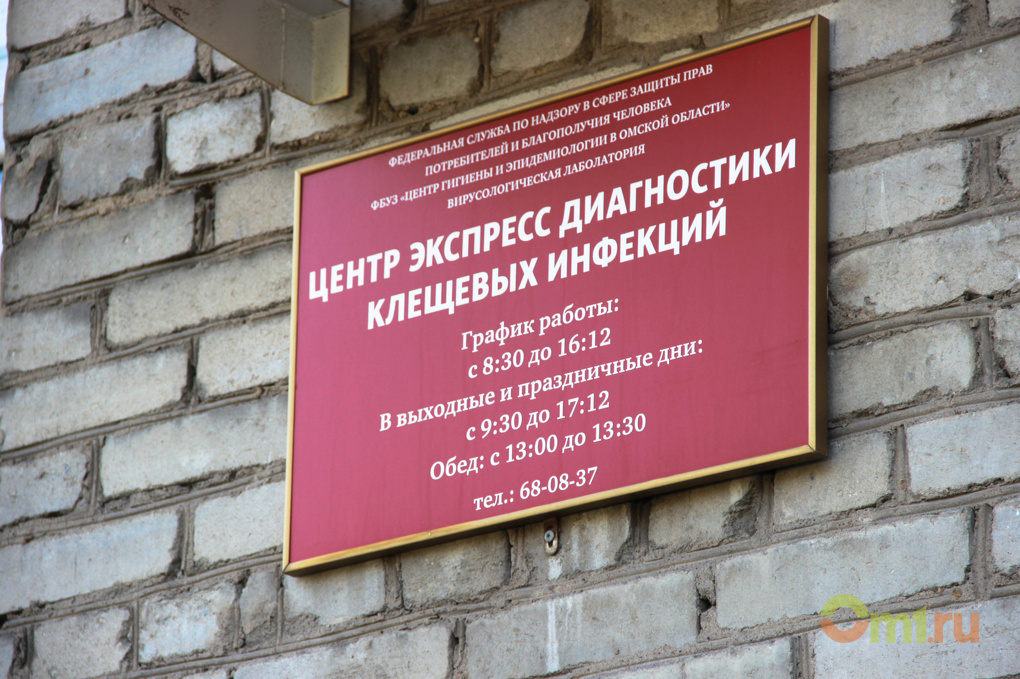 ФЕДЕРАЛЬНАЯ СЛУЖБА ПО НАДЗОРУ В СФЕРЕ ЗАЩИТЫ ПРАВ
ПОТРЕБИТЕЛЕЙ И БЛАГОПОЛУЧИЯ ЧЕЛОВЕКА
ФБУЗ «ЦЕНТР ГИГИЕНЫ И ЭПИДЕМИОЛОГИИ В ОМСКОЙ ОБЛАСТИ»
ВИРУСОЛОГИЧЕСКАЯ ЛАБОЛАТОРИЯ
ЦЕНТР ЭКСПРЕСС ДИАГНОСТИКИ
КЛЕЩЕВЫХ ИНФЕКЦИЙ
График работы:
с 8:30 до 16:12
В выходные и праздничные дни:
с 9:30 до 17:12
Обед: с 13:00 до 13:30
тел.: 68-08-37
Om1.ru